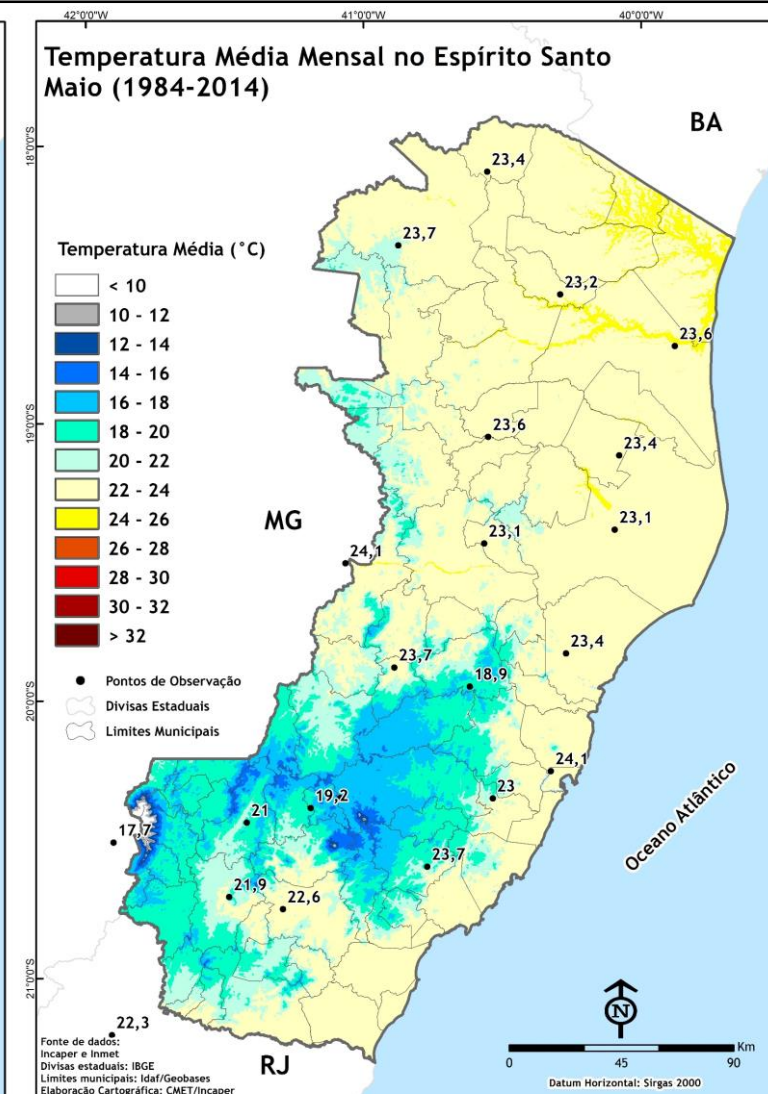 42°0'0"W
41°0'0"W
40°0'0"W
Temperatura Média Mensal no Espírito Santo
Maio (1984-2014)
BA
18°0'0"S
23,4
23,7
Temperatura Média (°C)
< 10
10 - 12
12 - 14
14 - 16
16 - 18
18 - 20
20 - 22
22 - 24
24 - 26
26 - 28
28 - 30
30 - 32
> 32
Pontos de Observação
Divisas Estaduais
Limites Municipais
23,2
23,6
19°0'0"S
23,6
23,4
MG
23,1
23,1
24,1
23,4
23,7
18,9
20°0'0"S
24,1
23
19,2
21
17,7
23,7
21,9
22,6
Oceano Atlântico
21°0'0"S
22,3
N
Fonte de dados:
Incaper e Inmet
Divisas estaduais: IBGE
Limites municipais: Idaf/Geobases
Elaboração Cartográfica: CMET/Incaper
RJ
Km
0 45 90
Datum Horizontal: Sirgas 2000